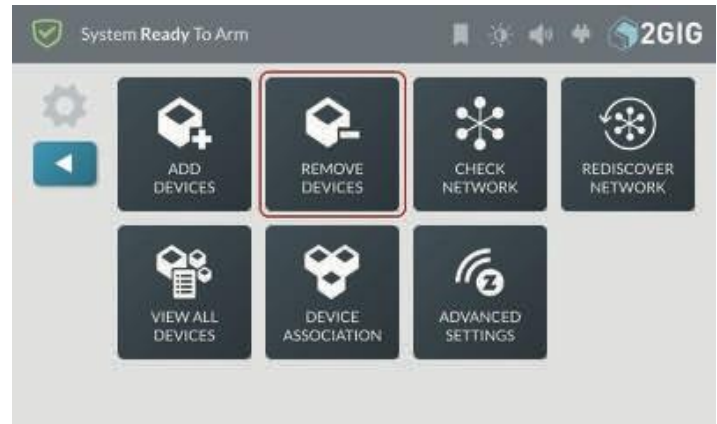 System Ready To Arm
2GIG
ADD
DEVICES
REMOVE
DEVICES
CHECK
NETWORK
REDISCOVER
NETWORK
VIEW ALL
DEVICES
DEVICE
ASSOCIATION
Z
ADVANCED
SETTINGS